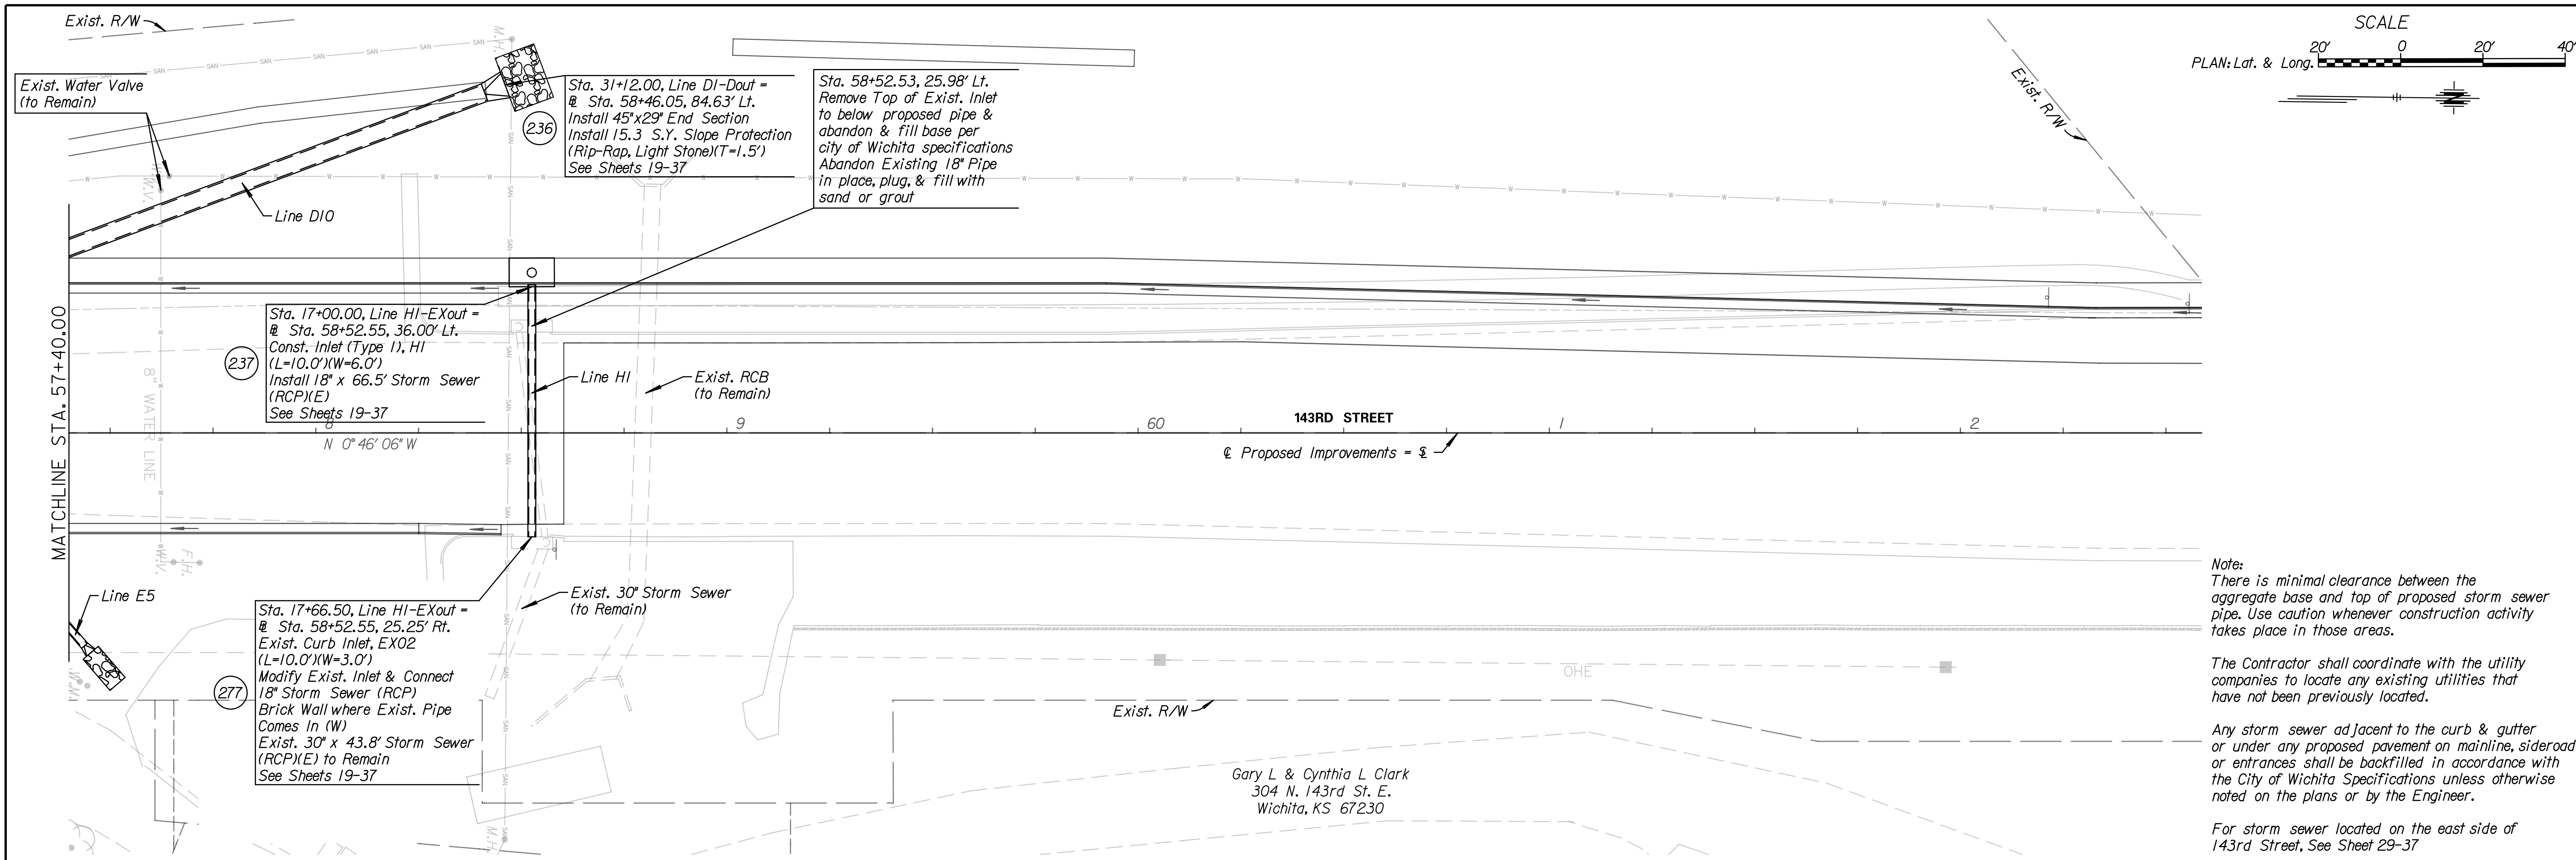 Exist. R/W
SCALE
20' 0 20' 40'
PLAN: Lat. & Long.
N
Exist. Water Valve
(to Remain)
Sta. 31+12.00, Line D1-Dout =
℄ Sta. 58+46.05, 84.63' Lt.
Install 45"x29" End Section
Install 15.3 S.Y. Slope Protection
(Rip-Rap, Light Stone)(T=1.5')
See Sheets 19-37
236
Sta. 58+52.53, 25.98' Lt.
Remove Top of Exist. Inlet
to below proposed pipe &
abandon & fill base per
city of Wichita specifications
Abandon Existing 18" Pipe
in place, plug, & fill with
sand or grout
Exist. R/W
M.H.
SAN SAN SAN SAN SAN SAN
W.V.
Line D10
MATCHLINE STA. 57+40.00
Sta. 17+00.00, Line H1-EXout =
℄ Sta. 58+52.55, 36.00' Lt.
Const. Inlet (Type 1), H1
(L=10.0')(W=6.0')
Install 18" x 66.5' Storm Sewer
(RCP)(E)
See Sheets 19-37
237
8" WATER LINE
Line H1
Exist. RCB
(to Remain)
8 9 60 1 2
143RD STREET
N 0° 46' 06" W
℄ Proposed Improvements =
F.H.
W.V.
Line E5
W.V.
Exist. 30" Storm Sewer
(to Remain)
Sta. 17+66.50, Line H1-EXout =
℄ Sta. 58+52.55, 25.25' Rt.
Exist. Curb Inlet, EX02
(L=10.0')(W=3.0')
Modify Exist. Inlet & Connect
18" Storm Sewer (RCP)
Brick Wall where Exist. Pipe
Comes In (W)
Exist. 30" x 43.8' Storm Sewer
(RCP)(E) to Remain
See Sheets 19-37
277
OHE
Exist. R/W
Gary L & Cynthia L Clark
304 N. 143rd St. E.
Wichita, KS 67230
M.H.
Note:
There is minimal clearance between the
aggregate base and top of proposed storm sewer
pipe. Use caution whenever construction activity
takes place in those areas.
The Contractor shall coordinate with the utility
companies to locate any existing utilities that
have not been previously located.
Any storm sewer adjacent to the curb & gutter
or under any proposed pavement on mainline, sideroad
or entrances shall be backfilled in accordance with
the City of Wichita Specifications unless otherwise
noted on the plans or by the Engineer.
For storm sewer located on the east side of
143rd Street, See Sheet 29-37